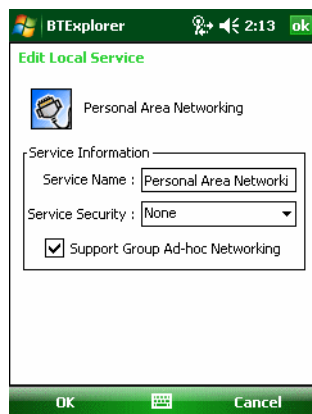 BTExplorer 2:13 ok
Edit Local Service
Personal Area Networking
Service Information
Service Name : Personal Area Networki
Service Security : None
Support Group Ad-hoc Networking
OK Cancel